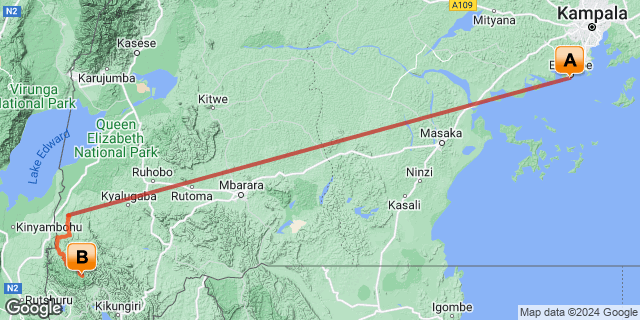 N2
Mityana
A109
Kampala
Kasese
E
e
A
Karujumba
Virunga
National Park
Kitwe
Queen
Elizabeth
National Park
Lake Edward
Masaka
Ruhobo
Ninzi
Mbarara
Rutoma
Kyalugaba
Kasali
Kinyambohu
B
N2
Rutshuru
Kikungiri
Igombe
Google
Map data ©2024 Google